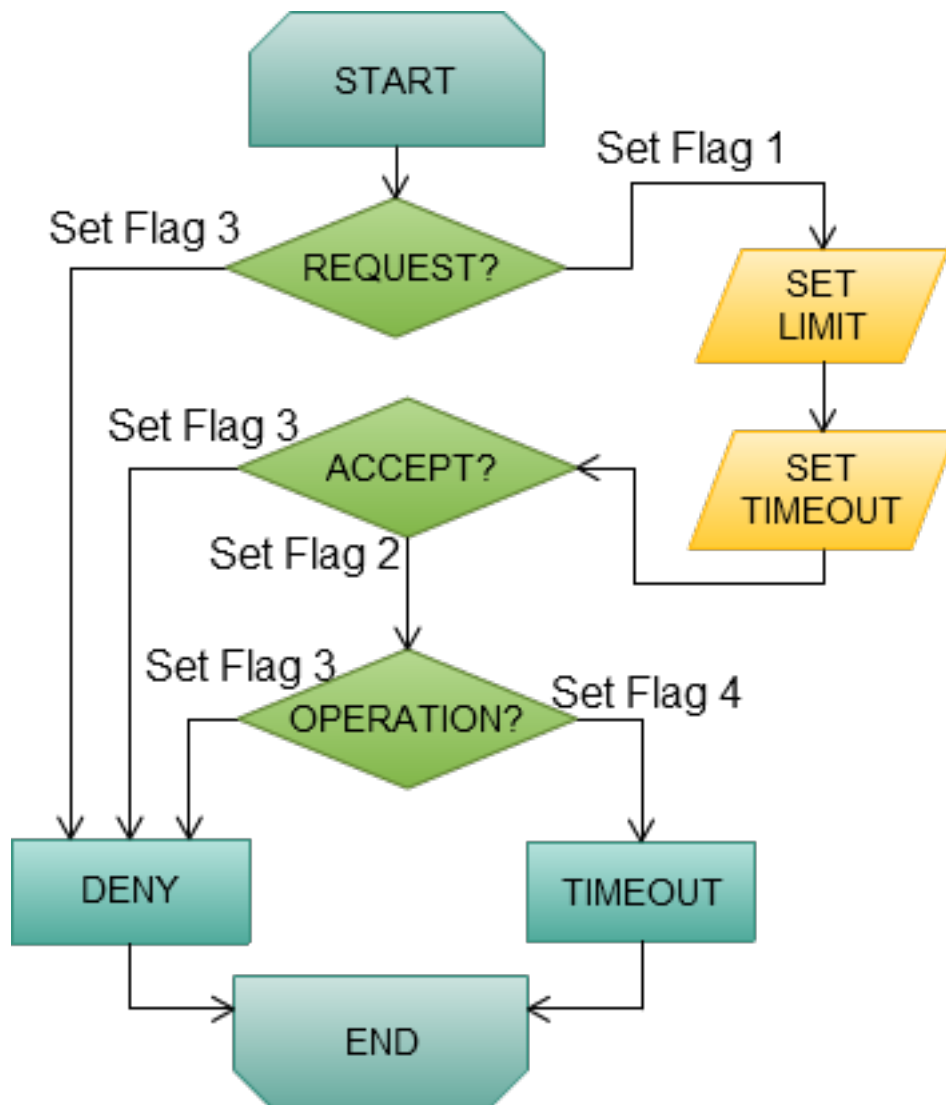 START
Set Flag 1
Set Flag 3
REQUEST?
SET
LIMIT
Set Flag 3
ACCEPT?
SET
TIMEOUT
Set Flag 2
Set Flag 3
Set Flag 4
OPERATION?
DENY
TIMEOUT
END